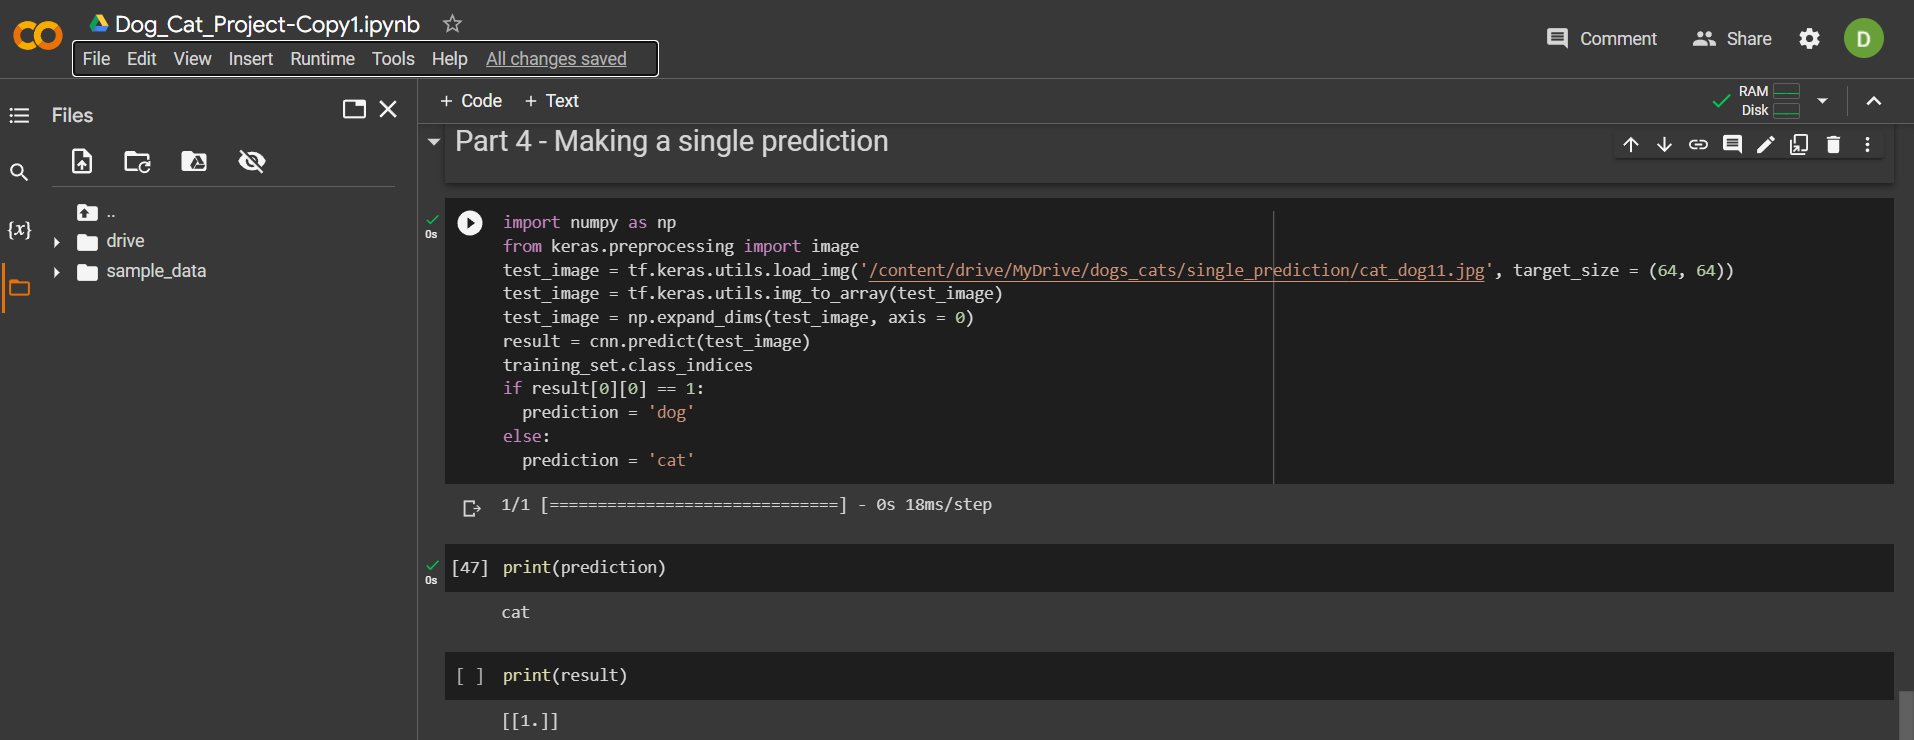 Dog_Cat_Project-Copy1.ipynb
File Edit View Insert Runtime Tools Help All changes saved
Comment Share D
Files
+ Code + Text
RAM
Disk
Part 4 - Making a single prediction
{x}
..
drive
sample_data
0s
import numpy as np
from keras.preprocessing import image
test_image = tf.keras.utils.load_img('/content/drive/MyDrive/dogs_cats/single_prediction/cat_dog11.jpg', target_size = (64, 64))
test_image = tf.keras.utils.img_to_array(test_image)
test_image = np.expand_dims(test_image, axis = 0)
result = cnn.predict(test_image)
training_set.class_indices
if result[0][0] == 1:
  prediction = 'dog'
else:
  prediction = 'cat'
1/1 [==============================] - 0s 18ms/step
0s
[47] print(prediction)
cat
[ ] print(result)
[[1.]]